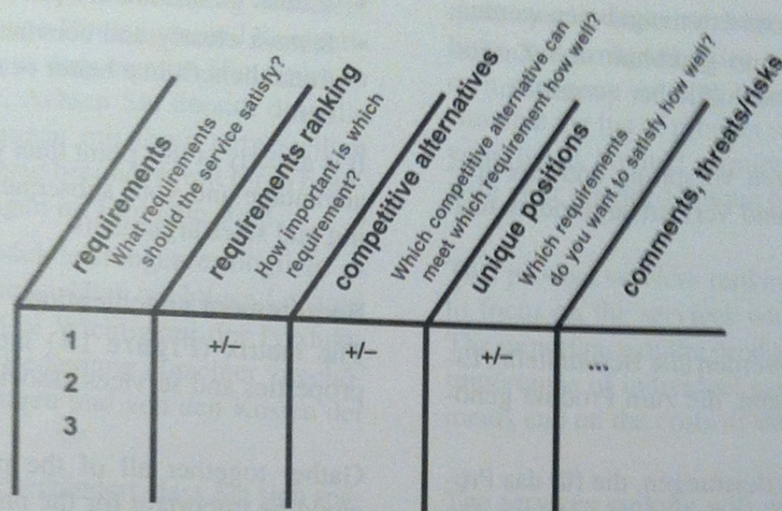 requirements
What requirements
should the service satisfy?
requirements ranking
How important is which
requirement?
competitive alternatives
Which competitive alternative can
meet which requirement how well?
unique positions
Which requirements
do you want to satisfy how well?
comments, threats/risks
1
+/−
+/−
+/−
...
2
3